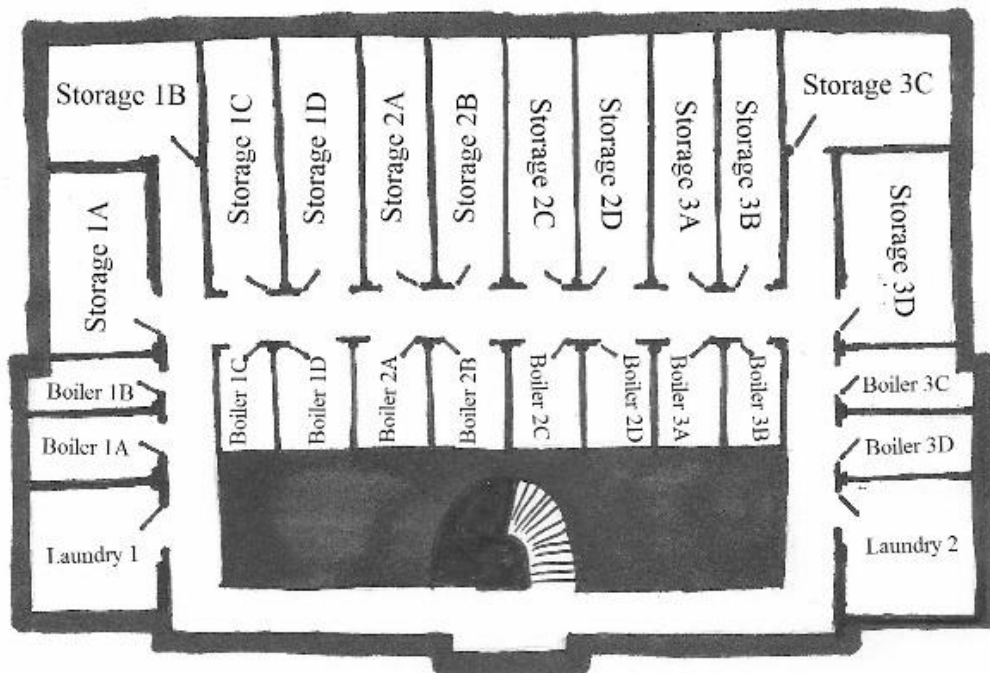 Storage 1B
Storage 1C
Storage 1D
Storage 2A
Storage 2B
Storage 2C
Storage 2D
Storage 3A
Storage 3B
Storage 3C
Storage 1A
Storage 3D
Boiler 1B
Boiler 1A
Boiler 1C
Boiler 1D
Boiler 2A
Boiler 2B
Boiler 2C
Boiler 2D
Boiler 3A
Boiler 3B
Boiler 3C
Boiler 3D
Laundry 1
Laundry 2